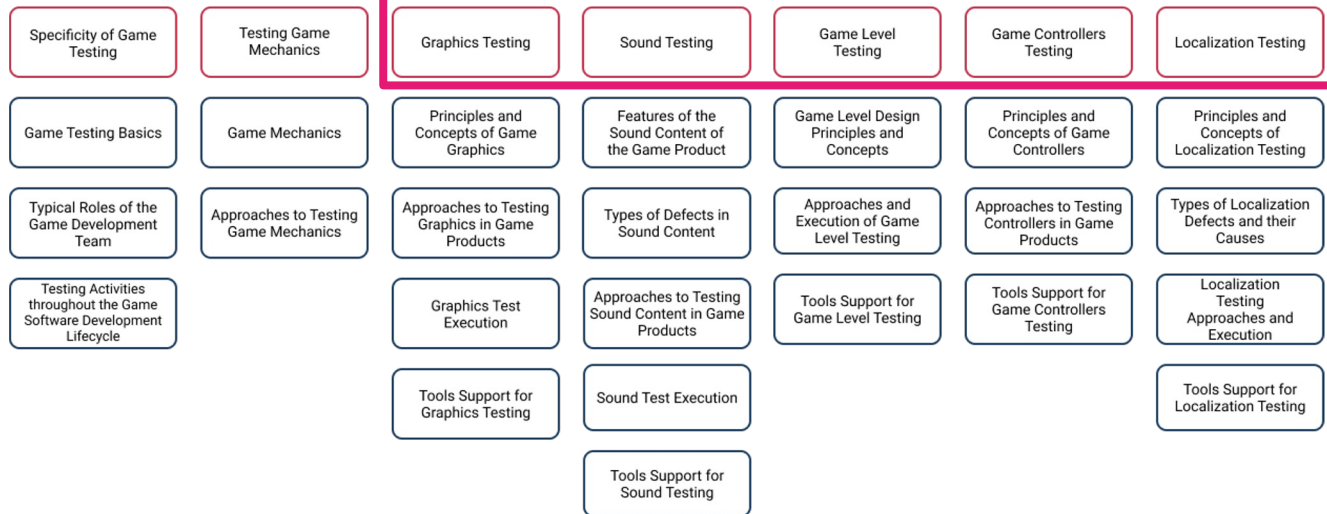 Specificity of Game
Testing
Testing Game
Mechanics
Graphics Testing
Sound Testing
Game Level
Testing
Game Controllers
Testing
Localization Testing
Game Testing Basics
Game Mechanics
Principles and
Concepts of Game
Graphics
Features of the
Sound Content of
the Game Product
Game Level Design
Principles and
Concepts
Principles and
Concepts of Game
Controllers
Principles and
Concepts of
Localization Testing
Typical Roles of the
Game Development
Team
Approaches to Testing
Game Mechanics
Approaches to Testing
Graphics in Game
Products
Types of Defects in
Sound Content
Approaches and
Execution of Game
Level Testing
Approaches to Testing
Controllers in Game
Products
Types of Localization
Defects and their
Causes
Testing Activities
throughout the Game
Software Development
Lifecycle
Graphics Test
Execution
Approaches to Testing
Sound Content in Game
Products
Tools Support for
Game Level Testing
Tools Support for
Game Controllers
Testing
Localization
Testing
Approaches and
Execution
Tools Support for
Graphics Testing
Sound Test Execution
Tools Support for
Localization Testing
Tools Support for
Sound Testing